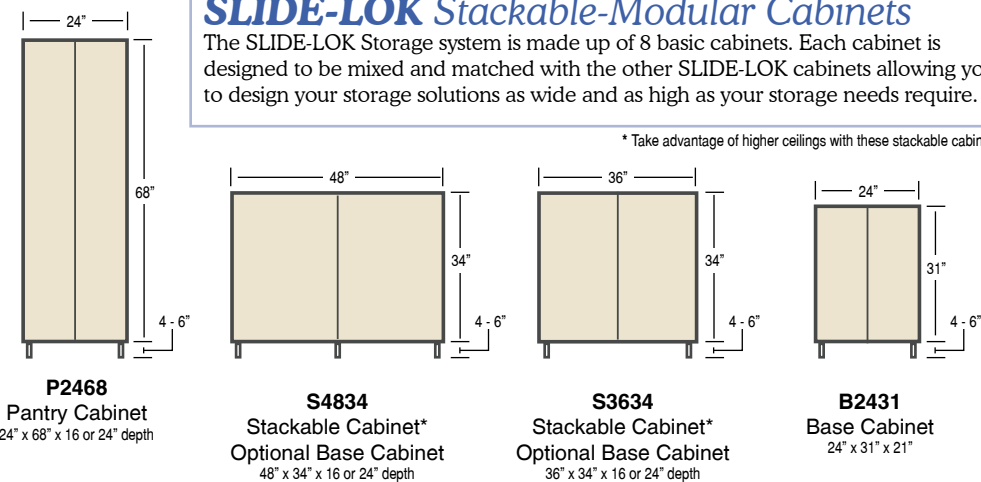 SLIDE-LOK Stackable-Modular Cabinets
The SLIDE-LOK Storage system is made up of 8 basic cabinets. Each cabinet is
designed to be mixed and matched with the other SLIDE-LOK cabinets allowing
to design your storage solutions as wide and as high as your storage needs require.
* Take advantage of higher ceilings with these stackable
24”
68”
4 - 6”
P2468
Pantry Cabinet
24” x 68” x 16 or 24” depth
48”
34”
4 - 6”
S4834
Stackable Cabinet*
Optional Base Cabinet
48” x 34” x 16 or 24” depth
36”
34”
4 - 6”
S3634
Stackable Cabinet*
Optional Base Cabinet
36” x 34” x 16 or 24” depth
24”
31”
4 - 6”
B2431
Base Cabinet
24” x 31” x 21”